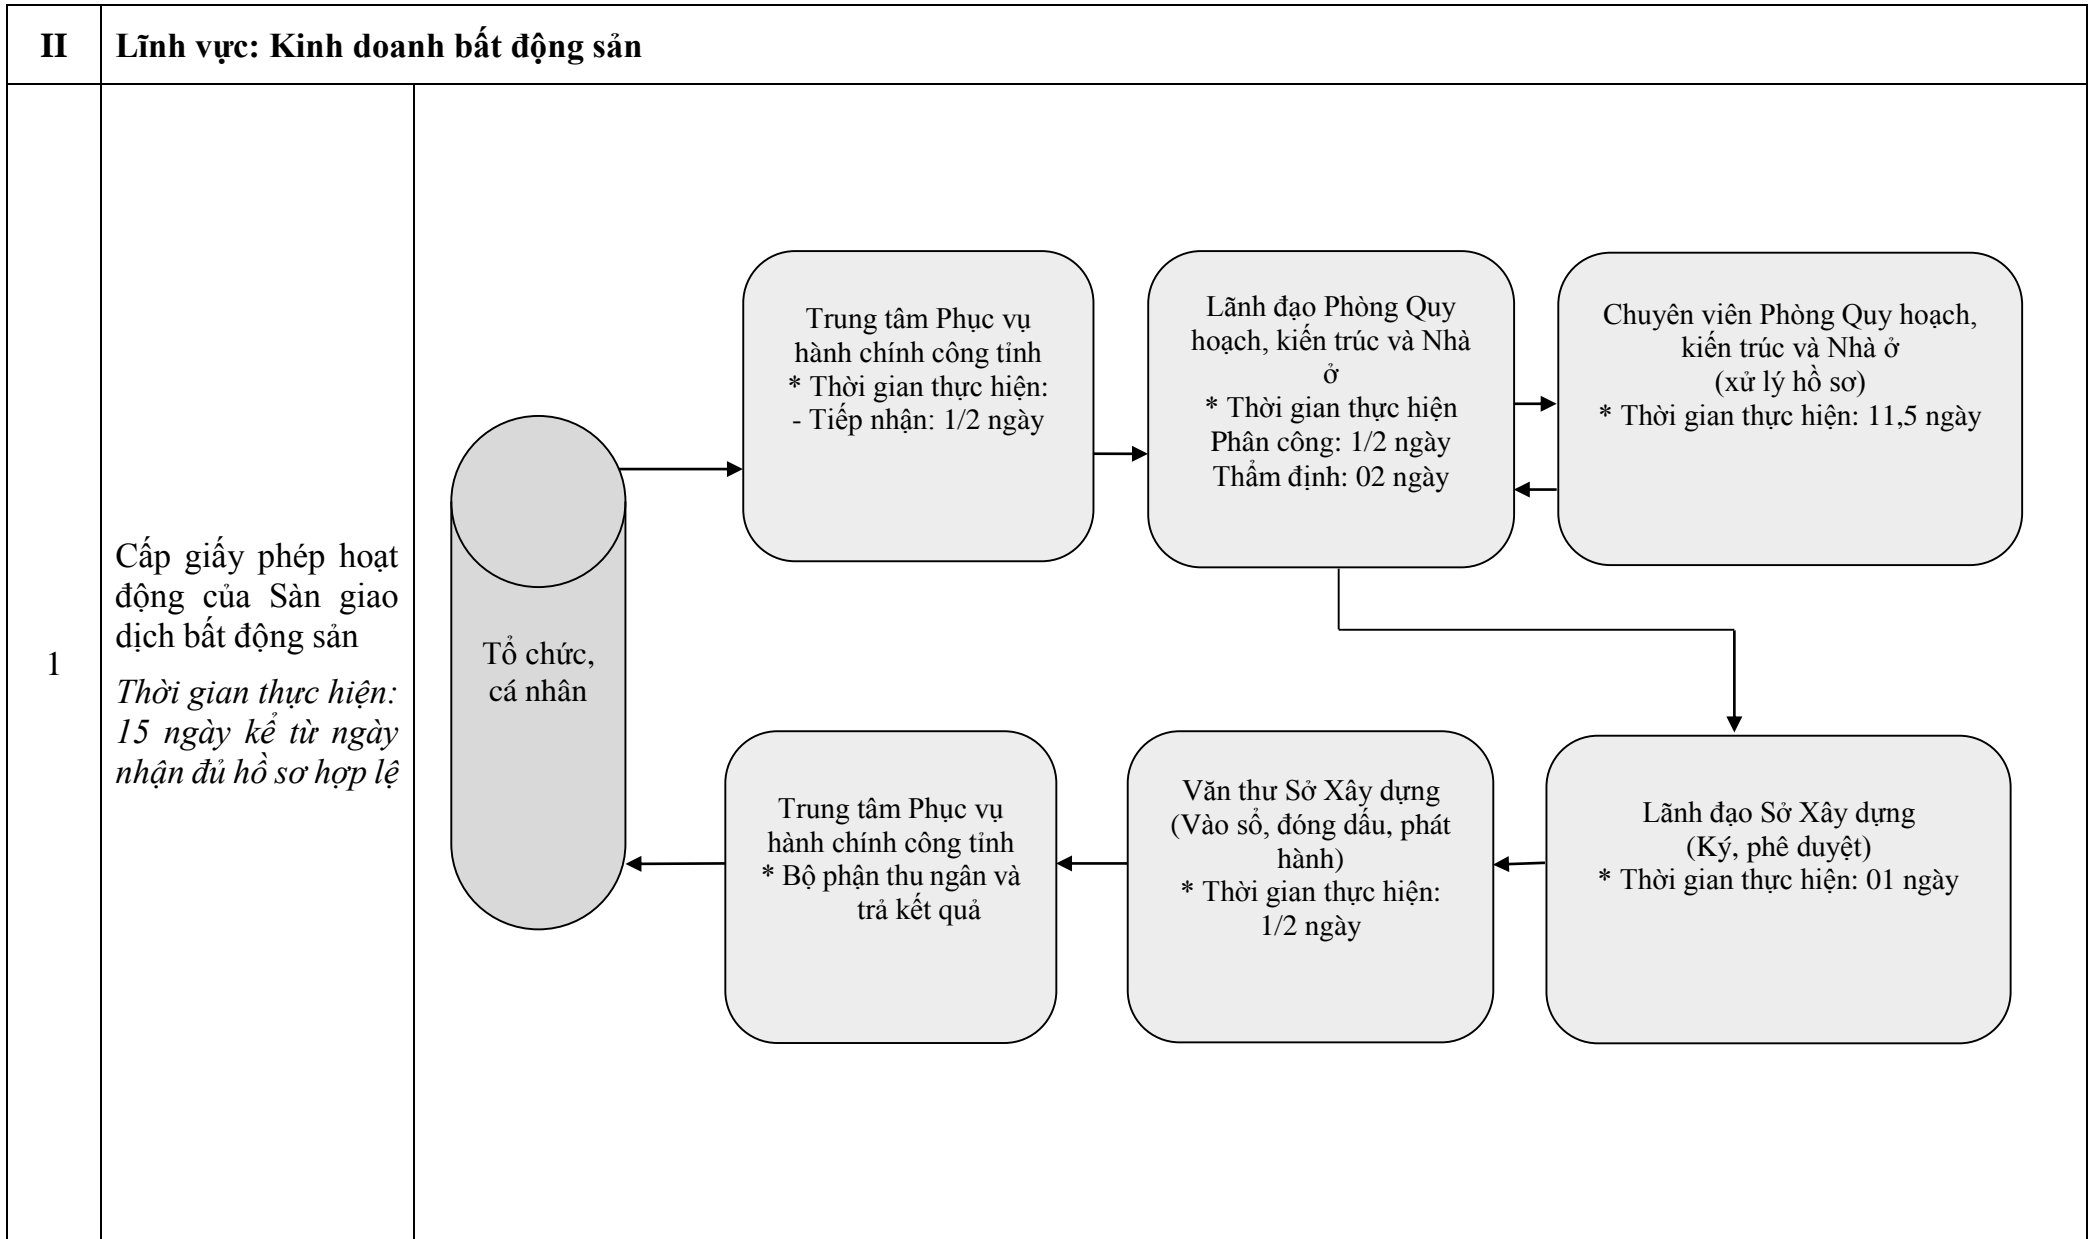 II
Lĩnh vực: Kinh doanh bất động sản
1
Cấp giấy phép hoạt
động của Sàn giao
dịch bất động sản
Thời gian thực hiện:
15 ngày kể từ ngày
nhận đủ hồ sơ hợp lệ
Tổ chức,
cá nhân
Trung tâm Phục vụ
hành chính công tỉnh
* Thời gian thực hiện:
- Tiếp nhận: 1/2 ngày
Lãnh đạo Phòng Quy
hoạch, kiến trúc và Nhà
ở
* Thời gian thực hiện
Phân công: 1/2 ngày
Thẩm định: 02 ngày
Chuyên viên Phòng Quy hoạch,
kiến trúc và Nhà ở
(xử lý hồ sơ)
* Thời gian thực hiện: 11,5 ngày
Lãnh đạo Sở Xây dựng
(Ký, phê duyệt)
* Thời gian thực hiện: 01 ngày
Văn thư Sở Xây dựng
(Vào sổ, đóng dấu, phát
hành)
* Thời gian thực hiện:
1/2 ngày
Trung tâm Phục vụ
hành chính công tỉnh
* Bộ phận thu ngân và
trả kết quả